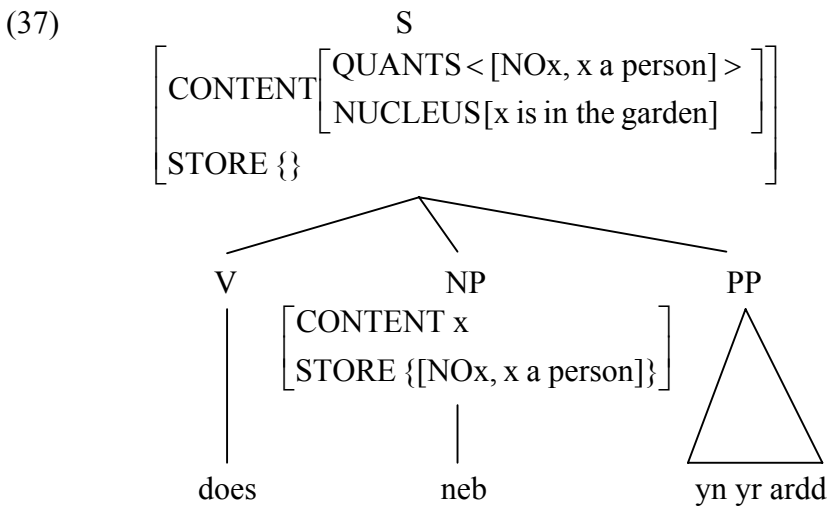 (37) S
CONTENT [QUANTS < [NOx, x a person] >
NUCLEUS[x is in the garden]]
STORE {}
V NP PP
CONTENT x
STORE {[NOx, x a person]}
does neb yn yr ardd